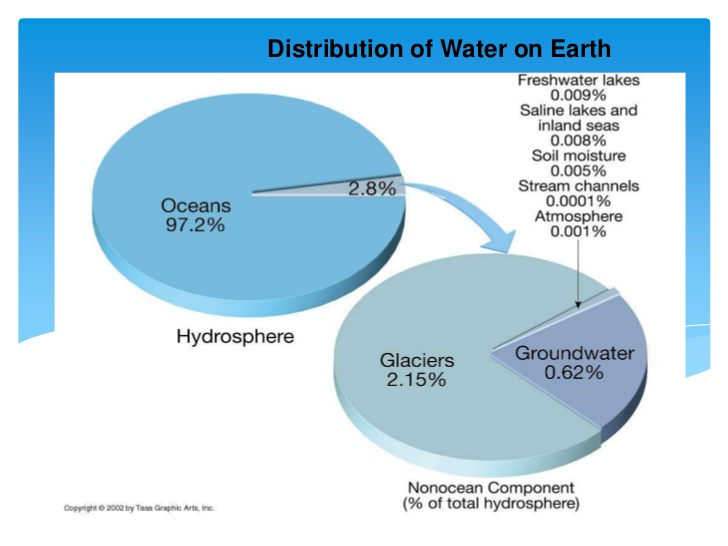 Distribution of Water on Earth
Freshwater lakes
0.009%
Saline lakes and
inland seas
0.008%
Soil moisture
0.005%
Stream channels
0.0001%
Atmosphere
0.001%
2.8%
Oceans
97.2%
Hydrosphere
Glaciers
2.15%
Groundwater
0.62%
Nonocean Component
(% of total hydrosphere)
Copyright © 2002 by Tasa Graphic Arts, Inc.